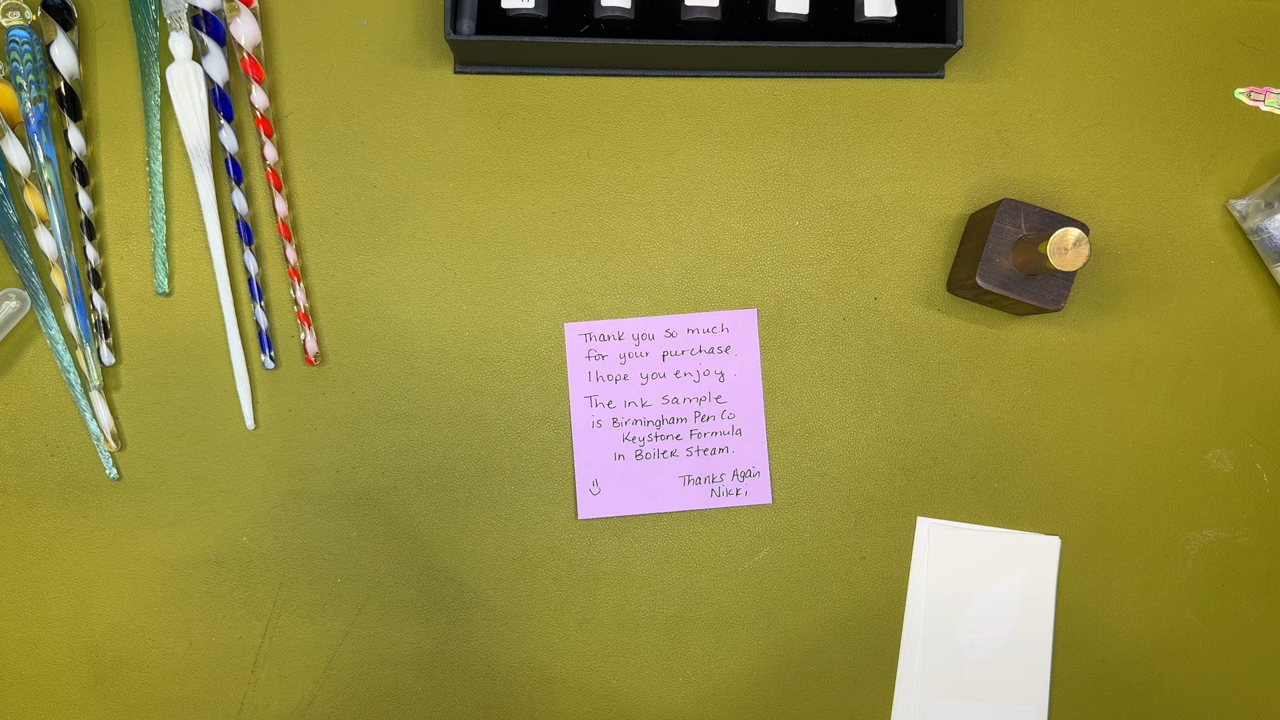 Thank you so much
for your purchase.
I hope you enjoy.
The ink sample
is Birmingham Pen Co
Keystone Formula
in Boiler Steam.
Thanks Again
Nikki